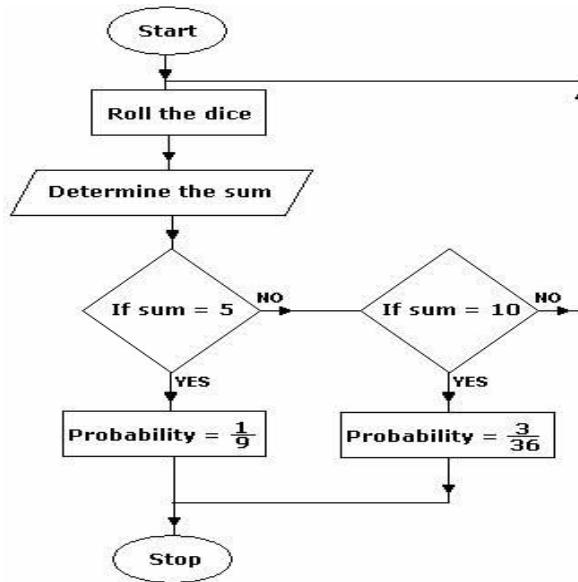 Start
Roll the dice
Determine the sum
If sum = 5
NO
If sum = 10
NO
YES
YES
Probability = 1/9
Probability = 3/36
Stop